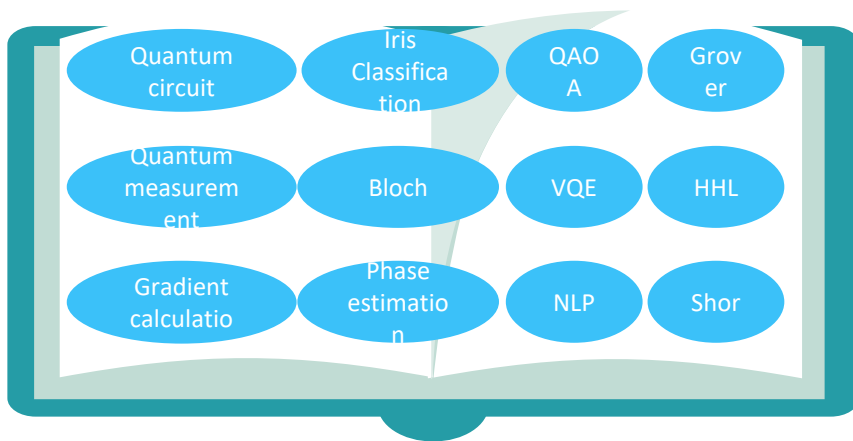 Quantum
circuit
Iris
Classifica
tion
QAO
A
Grov
er
Quantum
measurem
ent
Bloch
VQE
HHL
Gradient
calculatio
Phase
estimatio
n
NLP
Shor